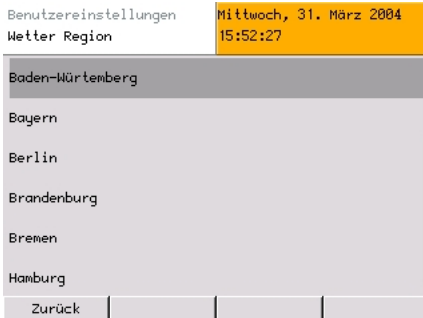 Benutzereinstellungen
Wetter Region
Mittwoch, 31. März 2004
15:52:27
Baden-Würtemberg
Bayern
Berlin
Brandenburg
Bremen
Hamburg
Zurück